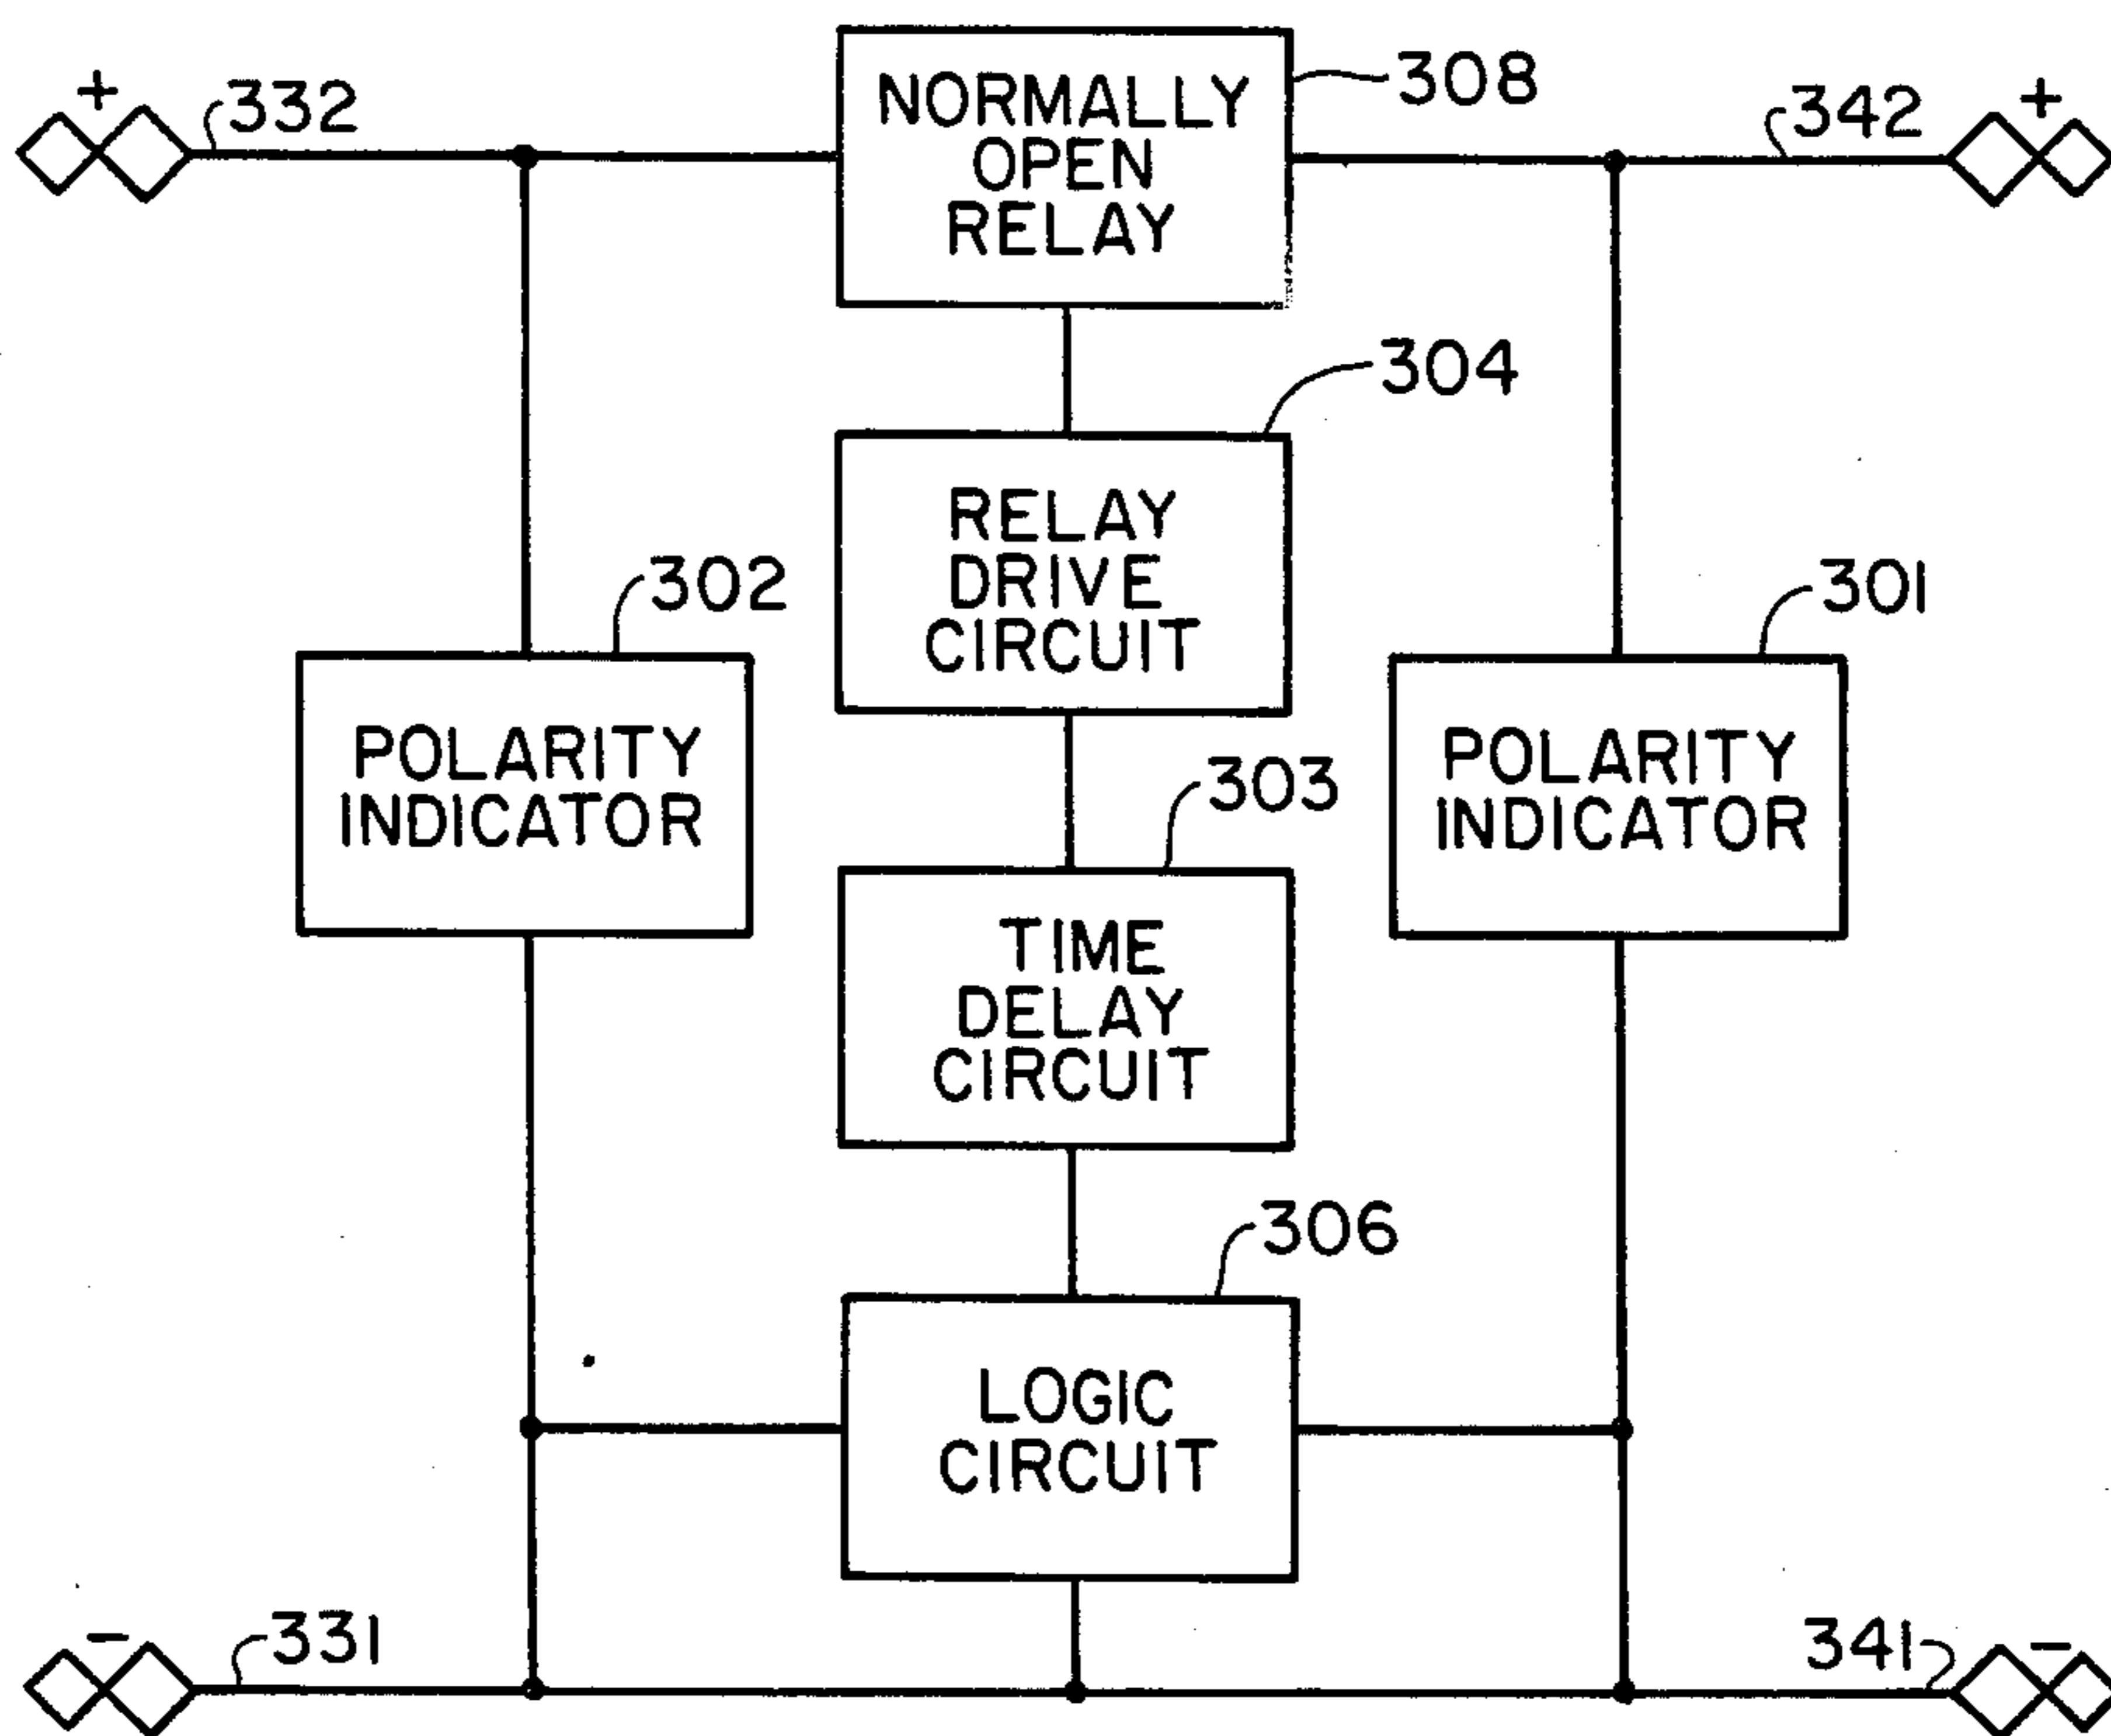 +
332
NORMALLY
OPEN
RELAY
308
342
+
304
RELAY
DRIVE
CIRCUIT
302
301
POLARITY
INDICATOR
POLARITY
INDICATOR
303
TIME
DELAY
CIRCUIT
306
LOGIC
CIRCUIT
-
331
341
-